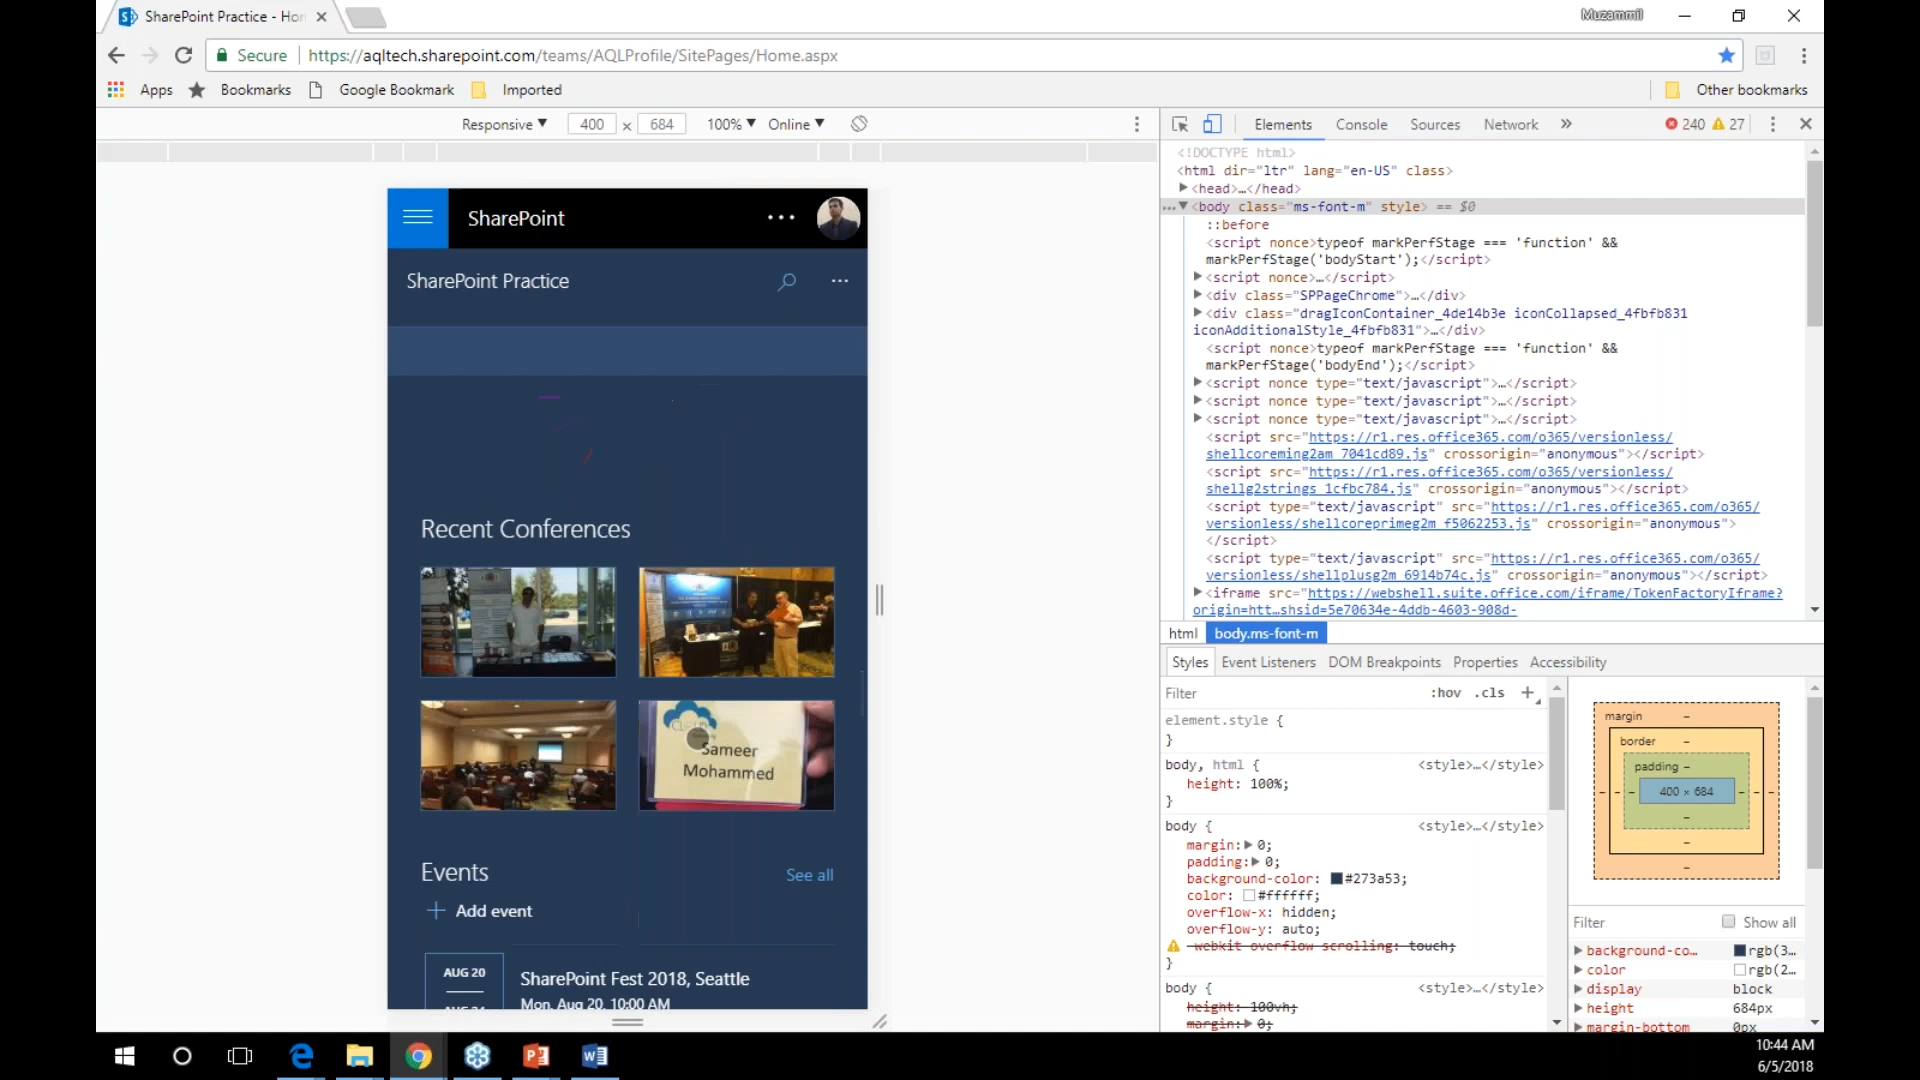 SharePoint Practice - Hor
Muzammil
Secure
https://aqltech.sharepoint.com/teams/AQLProfile/SitePages/Home.aspx
Apps
Bookmarks
Google Bookmark
Imported
Other bookmarks
Responsive ▼ 400 × 684 100% ▼ Online ▼
SharePoint
SharePoint Practice
Recent Conferences
Sameer
Mohammed
Events
See all
Add event
AUG 20
SharePoint Fest 2018, Seattle
Mon, Aug 20, 10:00 AM
Elements Console Sources Network » 240 27
<!DOCTYPE html>
<html dir="ltr" lang="en-US" class>
<head>…</head>
…<body class="ms-font-m" style> == $0
::before
<script nonce>typeof markPerfStage === 'function' &&
markPerfStage('bodyStart');</script>
<script nonce>…</script>
<div class="SPPageChrome">…</div>
<div class="dragIconContainer_4de14b3e iconCollapsed_4fbfb831
iconAdditionalStyle_4fbfb831">…</div>
<script nonce>typeof markPerfStage === 'function' &&
markPerfStage('bodyEnd');</script>
<script nonce type="text/javascript">…</script>
<script nonce type="text/javascript">…</script>
<script nonce type="text/javascript">…</script>
<script src="https://r1.res.office365.com/o365/versionless/
shellcoreming2am_7041cd89.js" crossorigin="anonymous"></script>
<script src="https://r1.res.office365.com/o365/versionless/
shellg2strings_1cfbc784.js" crossorigin="anonymous"></script>
<script type="text/javascript" src="https://r1.res.office365.com/o365/
versionless/shellcoreprimeg2m_f5062253.js" crossorigin="anonymous">
</script>
<script type="text/javascript" src="https://r1.res.office365.com/o365/
versionless/shellplusg2m_6914b74c.js" crossorigin="anonymous"></script>
<iframe src="https://webshell.suite.office.com/iframe/TokenFactoryIframe?
origin=htt…shsid=5e70634e-4ddb-4603-908d-
html body.ms-font-m
Styles Event Listeners DOM Breakpoints Properties Accessibility
Filter :hov .cls +
element.style {
}
body, html { <style>…</style>
height: 100%;
}
body { <style>…</style>
margin: 0;
padding: 0;
background-color: #273a53;
color: #ffffff;
overflow-x: hidden;
overflow-y: auto;
-webkit-overflow-scrolling: touch;
}
body { <style>…</style>
height: 100vh;
margin: 0;
margin –
border –
padding –
400 × 684
–
–
–
Filter Show all
background-co… rgb(3…
color rgb(2…
display block
height 684px
margin-bottom 0px
10:44 AM
6/5/2018